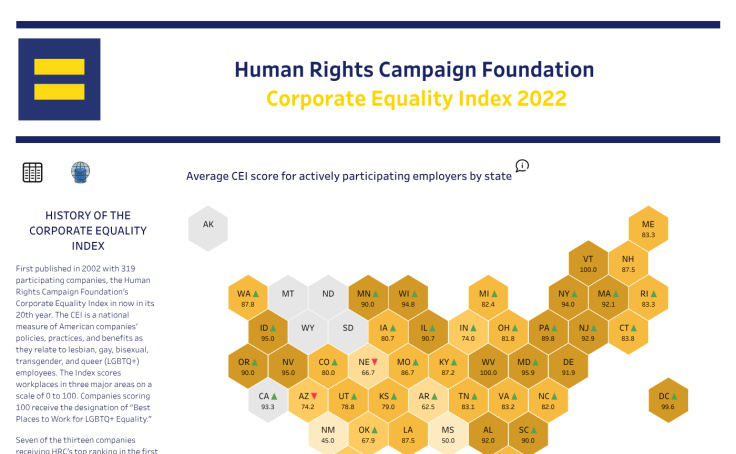 Human Rights Campaign Foundation
Corporate Equality Index 2022
Average CEI score for actively participating employers by state
i
HISTORY OF THE
CORPORATE EQUALITY
INDEX
First published in 2002 with 319
participating companies, the Human
Rights Campaign Foundation's
Corporate Equality Index in now in its
20th year. The CEI is a national
measure of American companies'
policies, practices, and benefits as
they relate to lesbian, gay, bisexual,
transgender, and queer (LGBTQ+)
employees. The Index scores
workplaces in three major areas on a
scale of 0 to 100. Companies scoring
100 receive the designation of "Best
Places to Work for LGBTQ+ Equality."
Seven of the thirteen companies
receiving HRC's top ranking in the first
AK
ME
83.3
VT
100.0
NH
87.5
WA ▲
87.8
MT
ND
MN ▲
90.0
WI ▲
94.8
MI ▲
82.4
NY ▲
94.0
MA ▲
92.1
RI ▲
83.3
ID ▲
95.0
WY
SD
IA ▲
80.7
IL ▲
90.7
IN ▲
74.0
OH ▲
81.8
PA ▲
89.8
NJ ▲
92.9
CT ▲
83.8
OR ▲
90.0
NV
95.0
CO ▲
80.0
NE ▼
66.7
MO ▲
86.7
KY ▲
87.2
WV
100.0
MD ▲
95.9
DE
91.9
CA ▲
93.3
AZ ▼
74.2
UT ▲
78.8
KS ▲
79.0
AR ▲
62.5
TN ▲
83.1
VA ▲
83.2
NC ▲
82.0
DC ▲
99.6
NM
45.0
OK ▲
67.9
LA
87.5
MS
50.0
AL
92.0
SC ▲
90.0